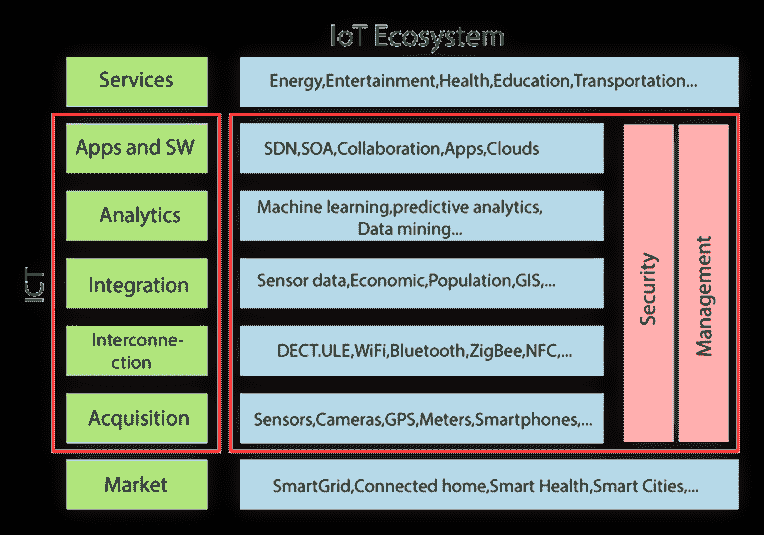 IoT Ecosystem
Services
Energy,Entertainment,Health,Education,Transportation...
Apps and SW
SDN,SOA,Collaboration,Apps,Clouds
Analytics
Machine learning,predictive analytics,
Data mining...
Integration
Sensor data,Economic,Population,GIS,...
Interconne-
ction
DECT.ULE,WiFi,Bluetooth,ZigBee,NFC,...
Acquisition
Sensors,Cameras,GPS,Meters,Smartphones,...
Market
SmartGrid,Connected home,Smart Health,Smart Cities,...
ICT
Security
Management